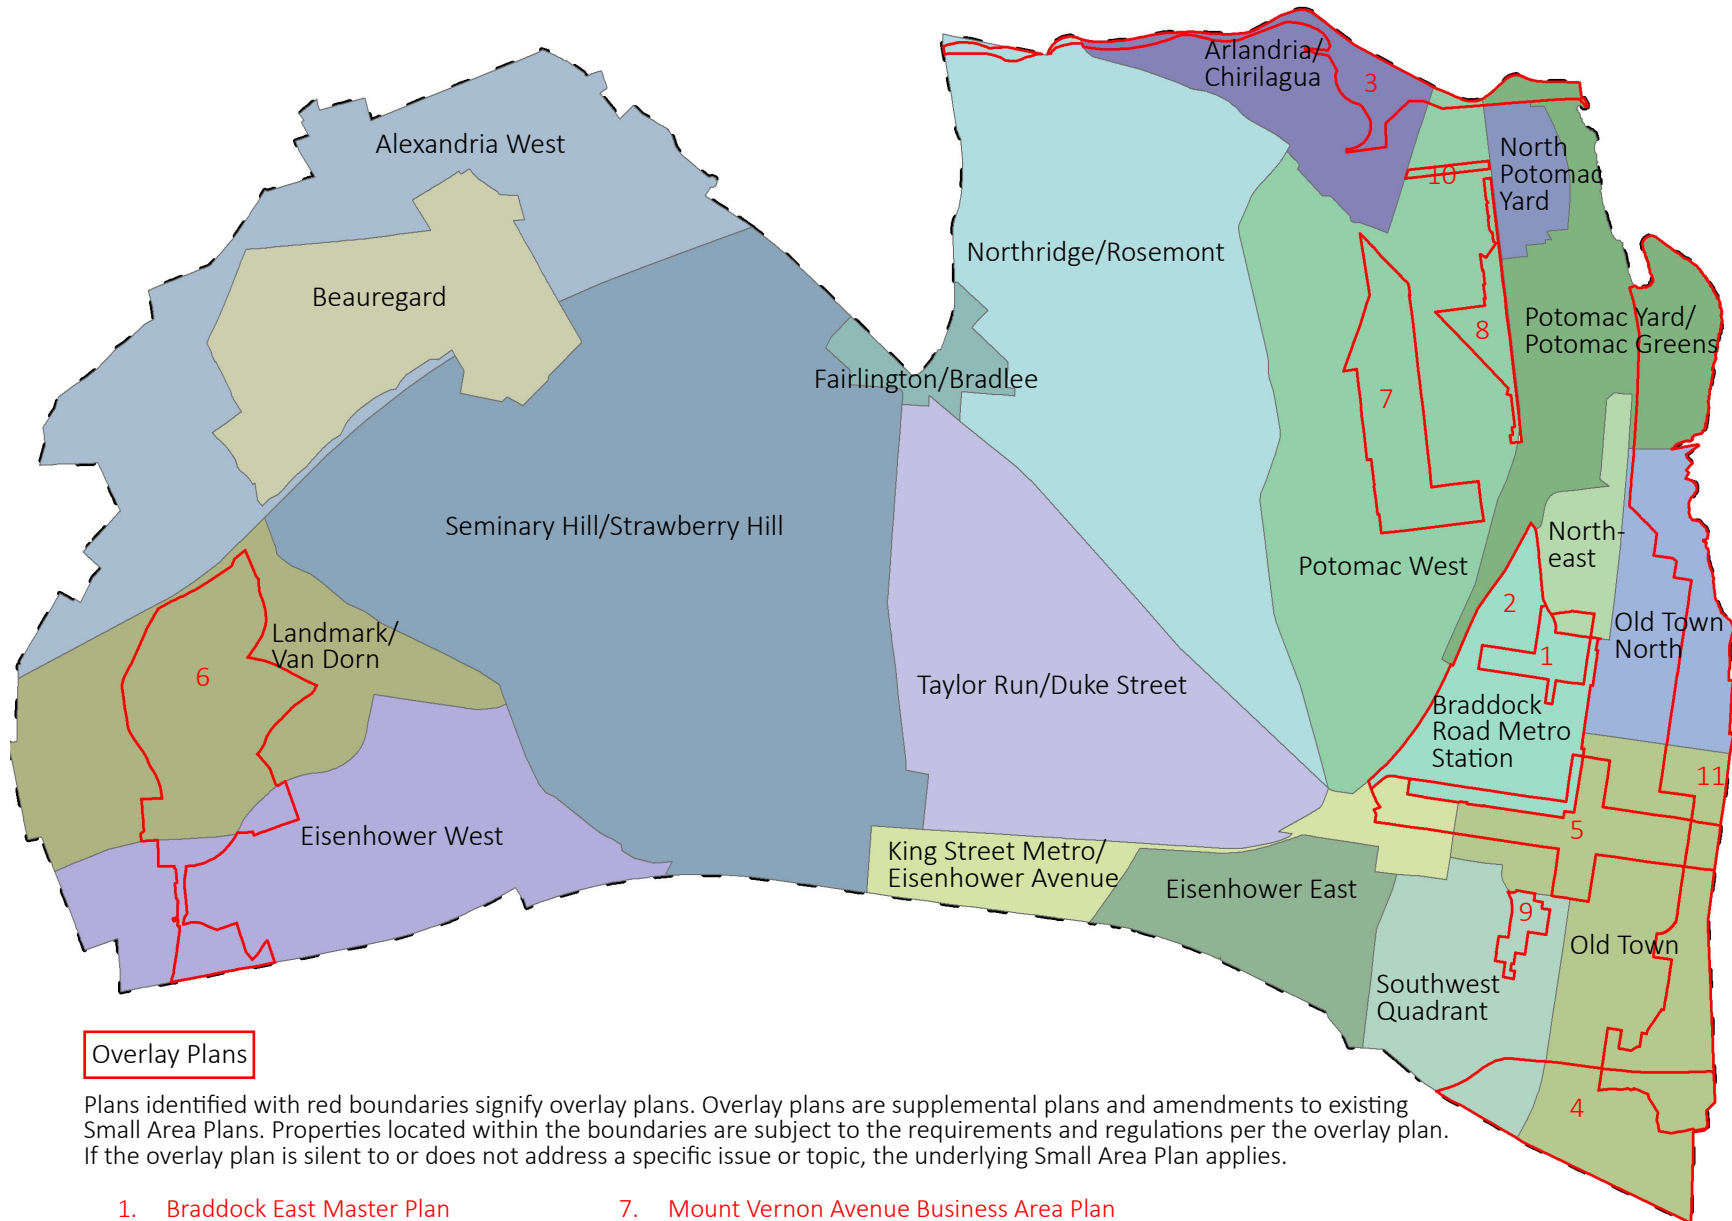 Arlandria/
Chirilagua
3
Alexandria West
North
Potomac
Yard
10
Northridge/Rosemont
Beauregard
Potomac Yard/
Potomac Greens
8
Fairlington/Bradlee
7
Seminary Hill/Strawberry Hill
North-
east
Potomac West
2
Old Town
North
Landmark/
Van Dorn
1
6
Taylor Run/Duke Street
Braddock
Road Metro
Station
11
5
Eisenhower West
King Street Metro/
Eisenhower Avenue
Eisenhower East
9
Old Town
Southwest
Quadrant
4
Overlay Plans
Plans identified with red boundaries signify overlay plans. Overlay plans are supplemental plans and amendments to existing
Small Area Plans. Properties located within the boundaries are subject to the requirements and regulations per the overlay plan.
If the overlay plan is silent to or does not address a specific issue or topic, the underlying Small Area Plan applies.
1. Braddock East Master Plan
7. Mount Vernon Avenue Business Area Plan